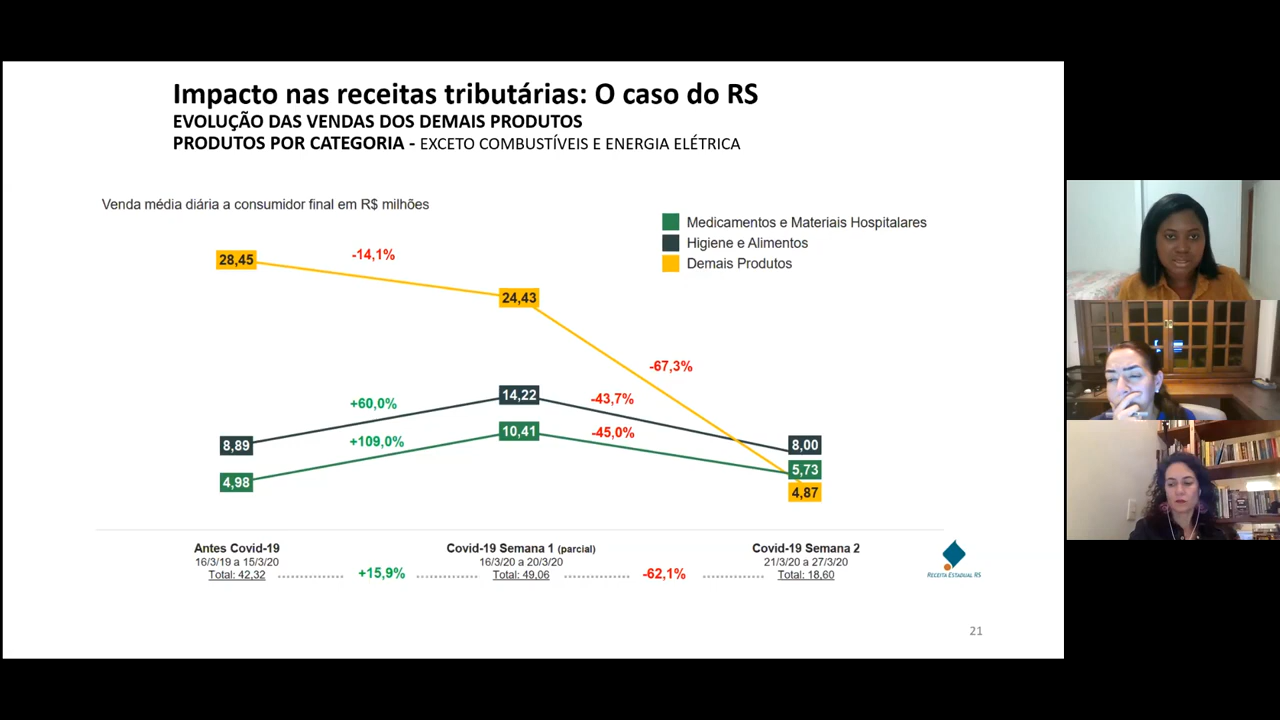 Impacto nas receitas tributárias: O caso do RS
EVOLUÇÃO DAS VENDAS DOS DEMAIS PRODUTOS
PRODUTOS POR CATEGORIA - EXCETO COMBUSTÍVEIS E ENERGIA ELÉTRICA
Venda média diária a consumidor final em R$ milhões
Medicamentos e Materiais Hospitalares
Higiene e Alimentos
Demais Produtos
28,45
-14,1%
24,43
-67,3%
+60,0%
14,22
-43,7%
8,89
+109,0%
10,41
-45,0%
8,00
4,98
5,73
4,87
Antes Covid-19
16/3/19 a 15/3/20
Total: 42,32
+15,9%
Covid-19 Semana 1 (parcial)
16/3/20 a 20/3/20
Total: 49,06
-62,1%
Covid-19 Semana 2
21/3/20 a 27/3/20
Total: 18,60
RECEITA ESTADUAL RS
21